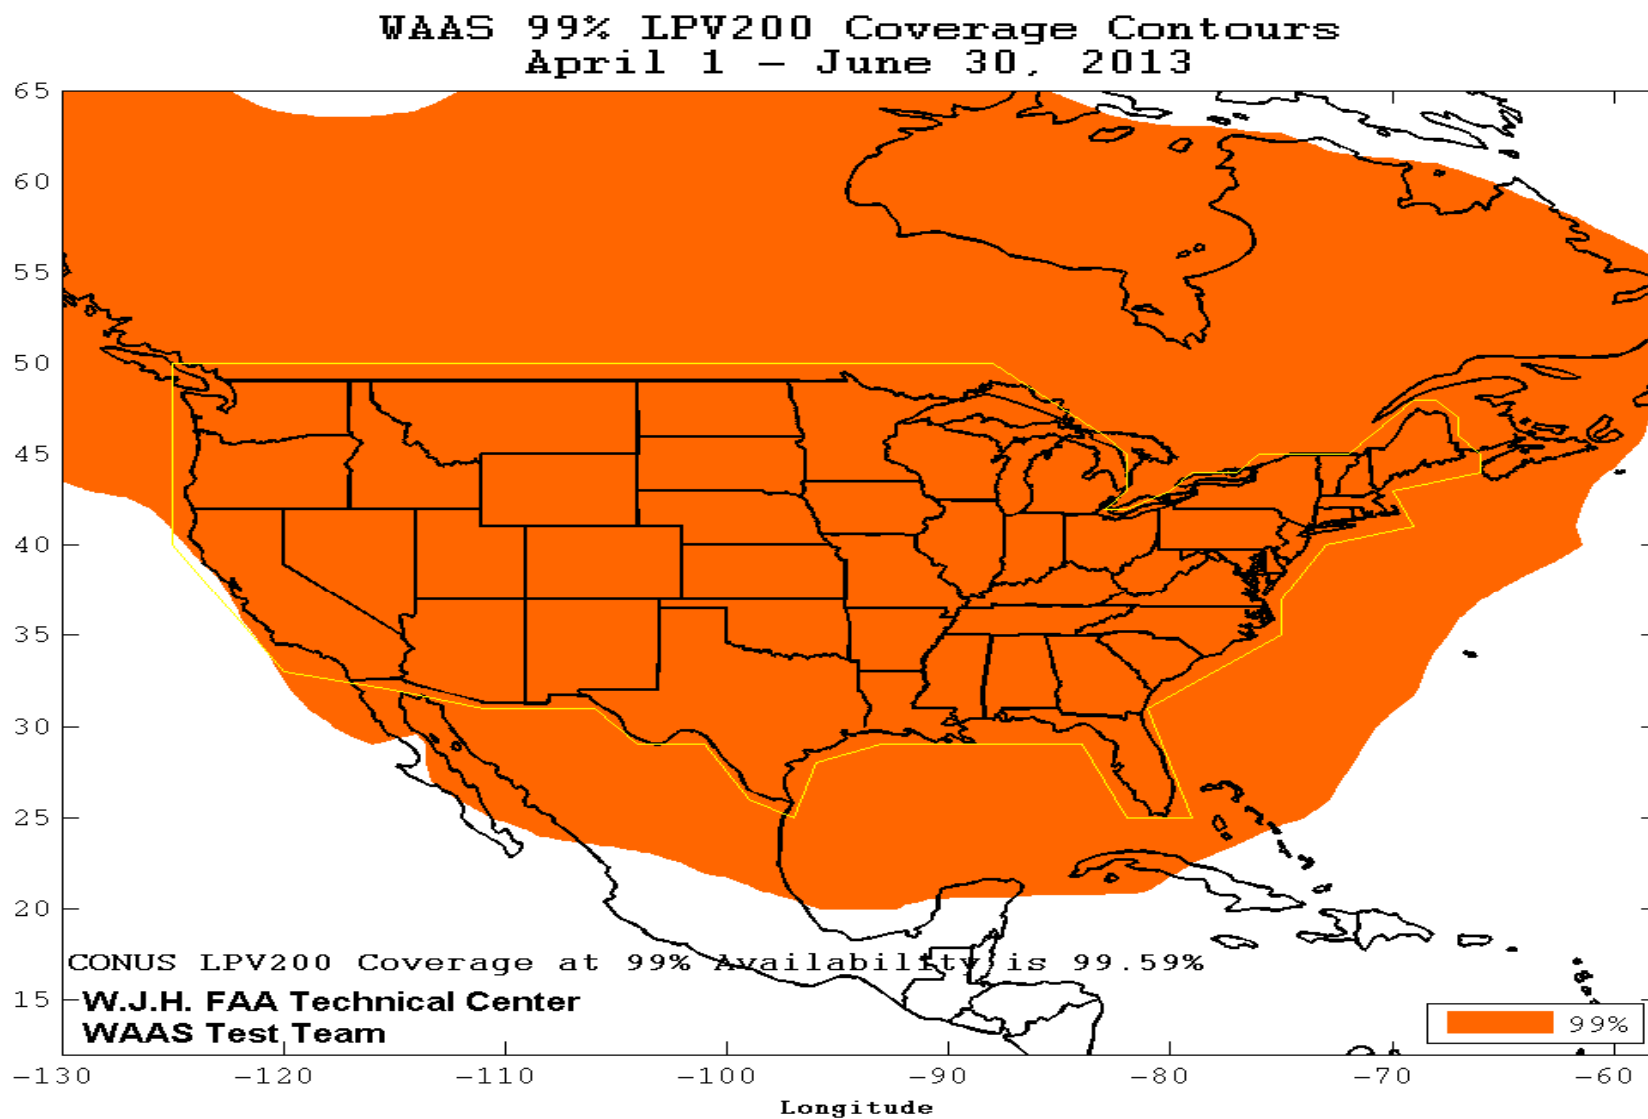 WAAS 99% LPV200 Coverage Contours
April 1 – June 30, 2013
65
60
55
50
45
40
35
30
25
20
15
CONUS LPV200 Coverage at 99% Availability is 99.59%
W.J.H. FAA Technical Center
WAAS Test Team
99%
−130 −120 −110 −100 −90 −80 −70 −60
Longitude